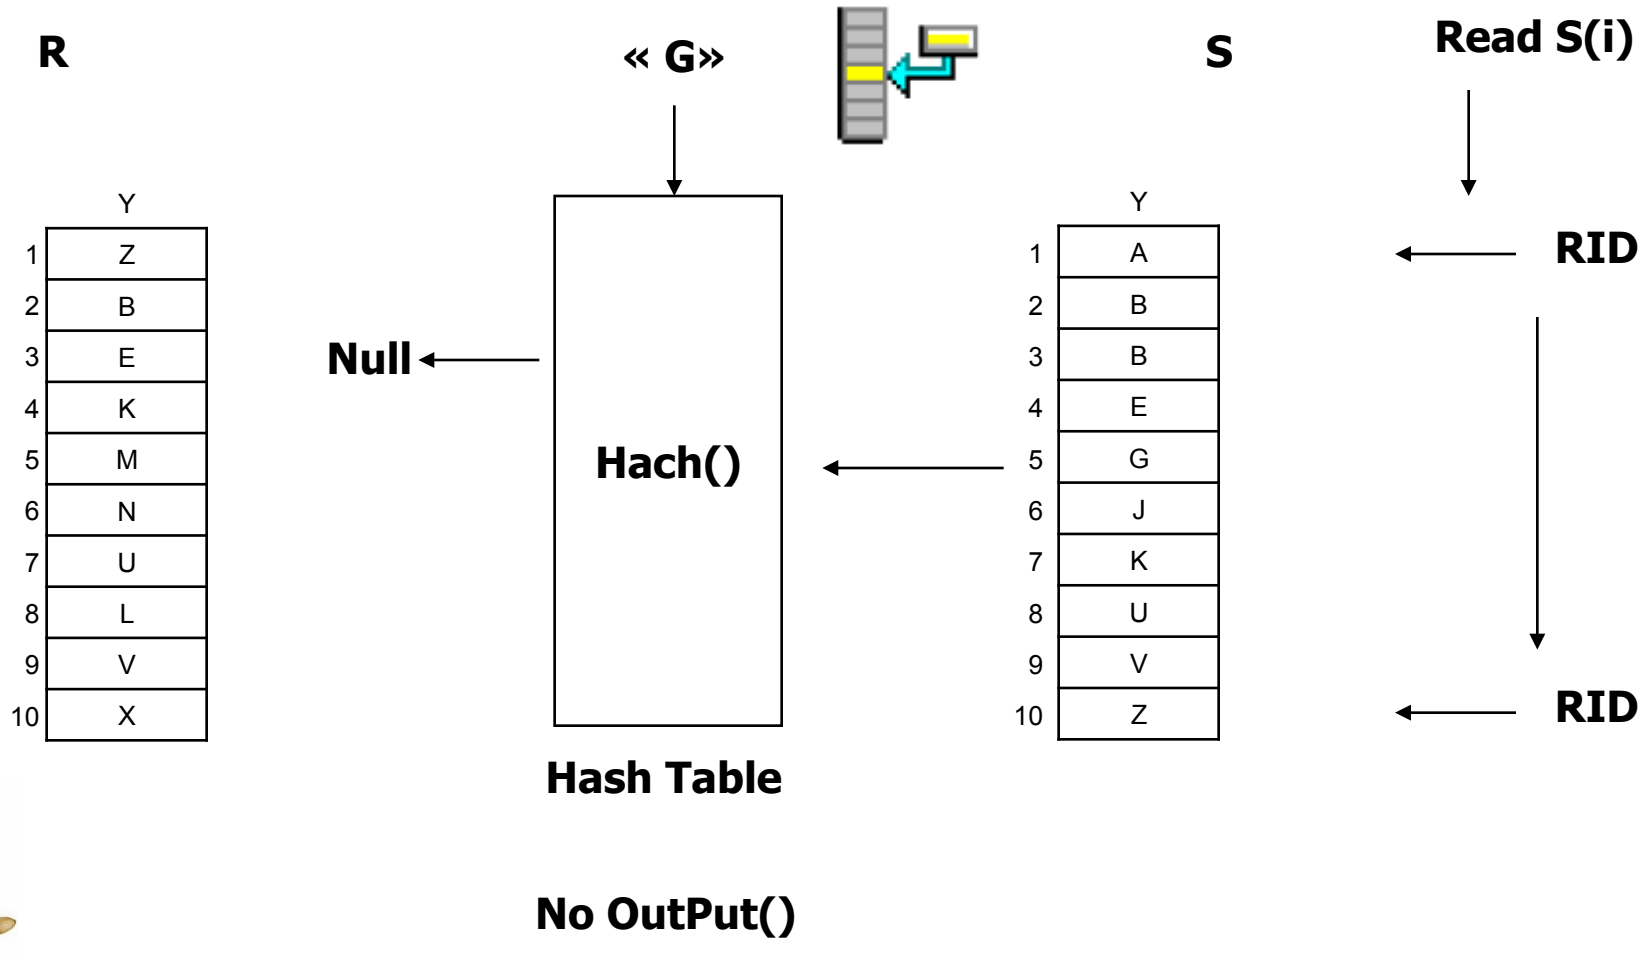 R
« G»
S
Read S(i)
Y
1 Z
2 B
3 E
4 K
5 M
6 N
7 U
8 L
9 V
10 X
Null
Hach()
Hash Table
Y
1 A
2 B
3 B
4 E
5 G
6 J
7 K
8 U
9 V
10 Z
RID
RID
No OutPut()